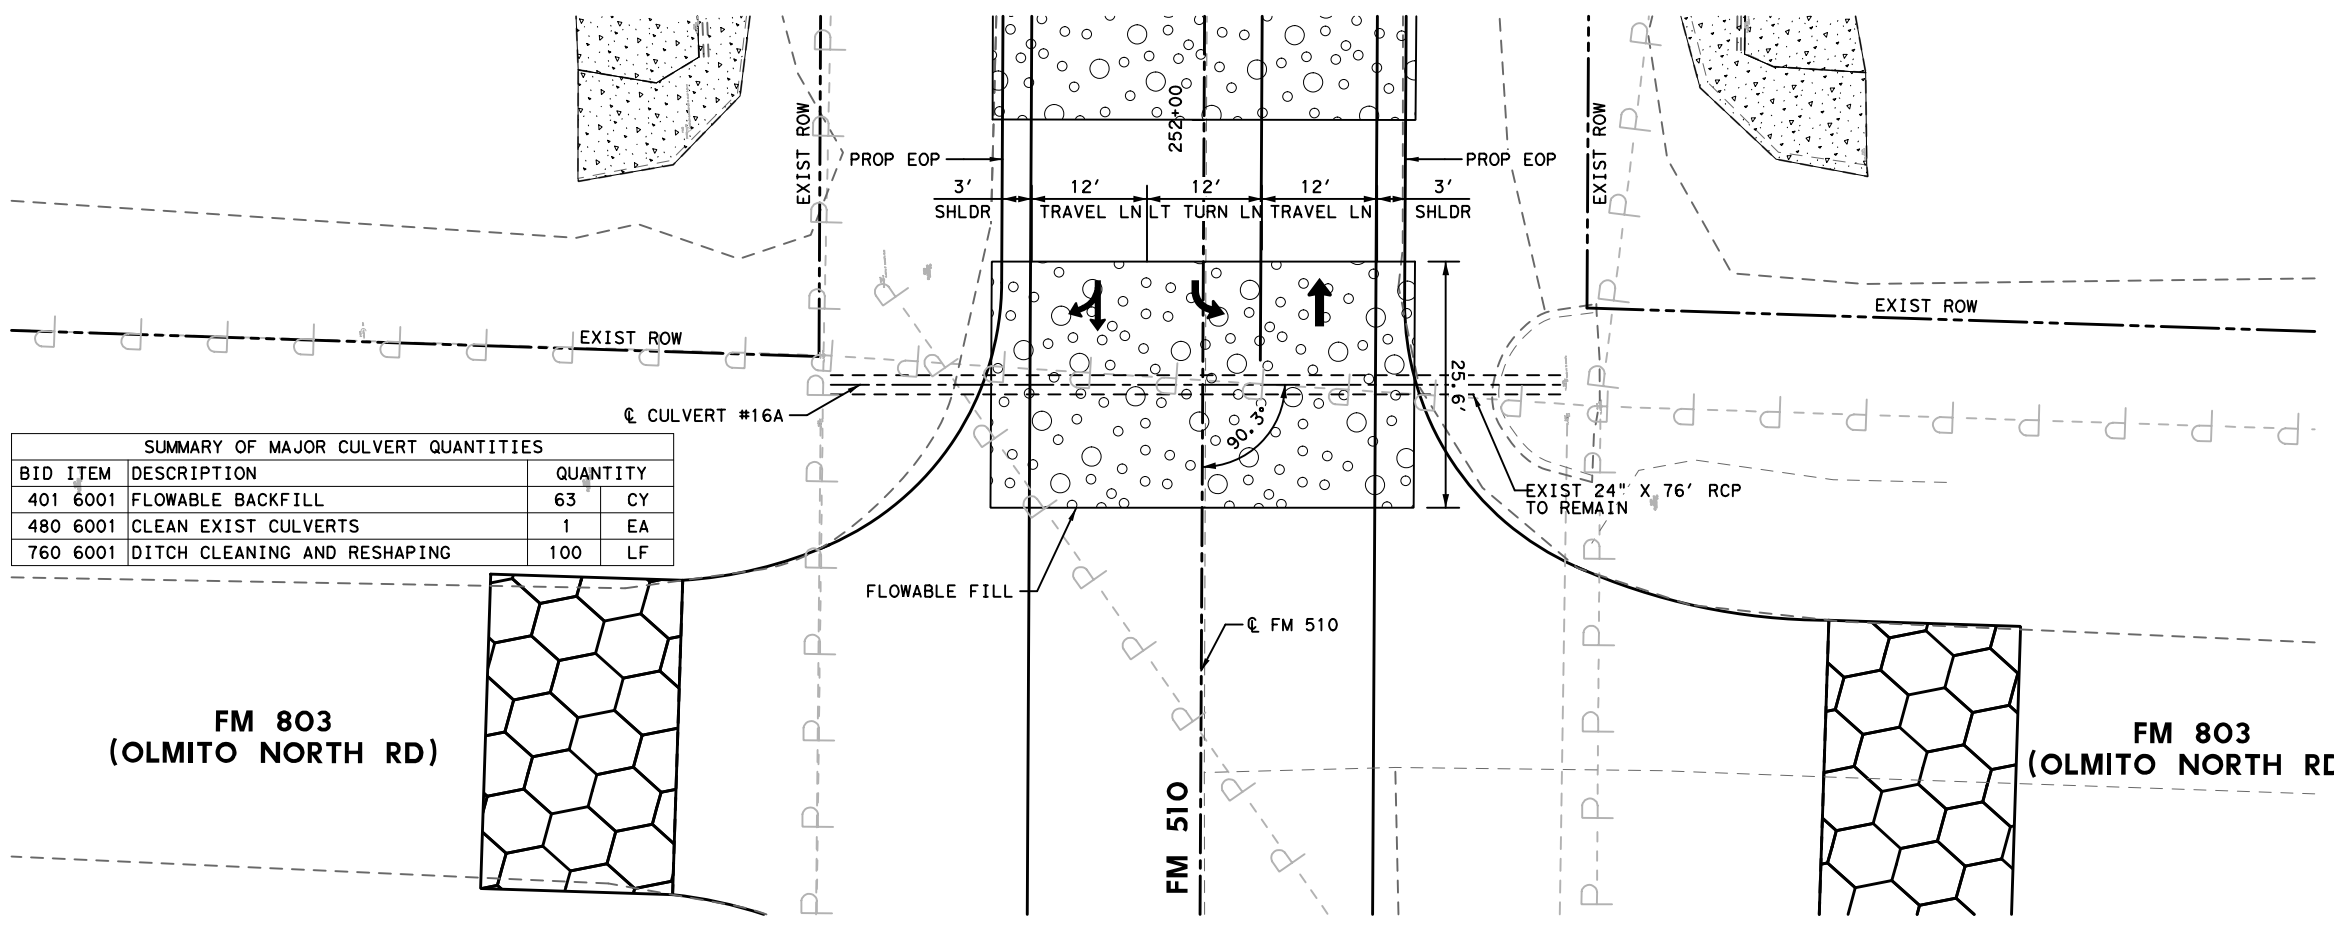 252+00
EXIST ROW
EXIST ROW
PROP EOP
PROP EOP
3' 12' 12' 12' 3'
SHLDR TRAVEL LN LT TURN LN TRAVEL LN SHLDR
EXIST ROW
EXIST ROW
25.6'
℄ CULVERT #16A
90.3°
SUMMARY OF MAJOR CULVERT QUANTITIES
BID ITEM DESCRIPTION QUANTITY
401 6001 FLOWABLE BACKFILL 63 CY
480 6001 CLEAN EXIST CULVERTS 1 EA
760 6001 DITCH CLEANING AND RESHAPING 100 LF
EXIST 24" X 76' RCP
TO REMAIN
FLOWABLE FILL
℄ FM 510
FM 803
(OLMITO NORTH RD)
FM 510
FM 803
(OLMITO NORTH RD